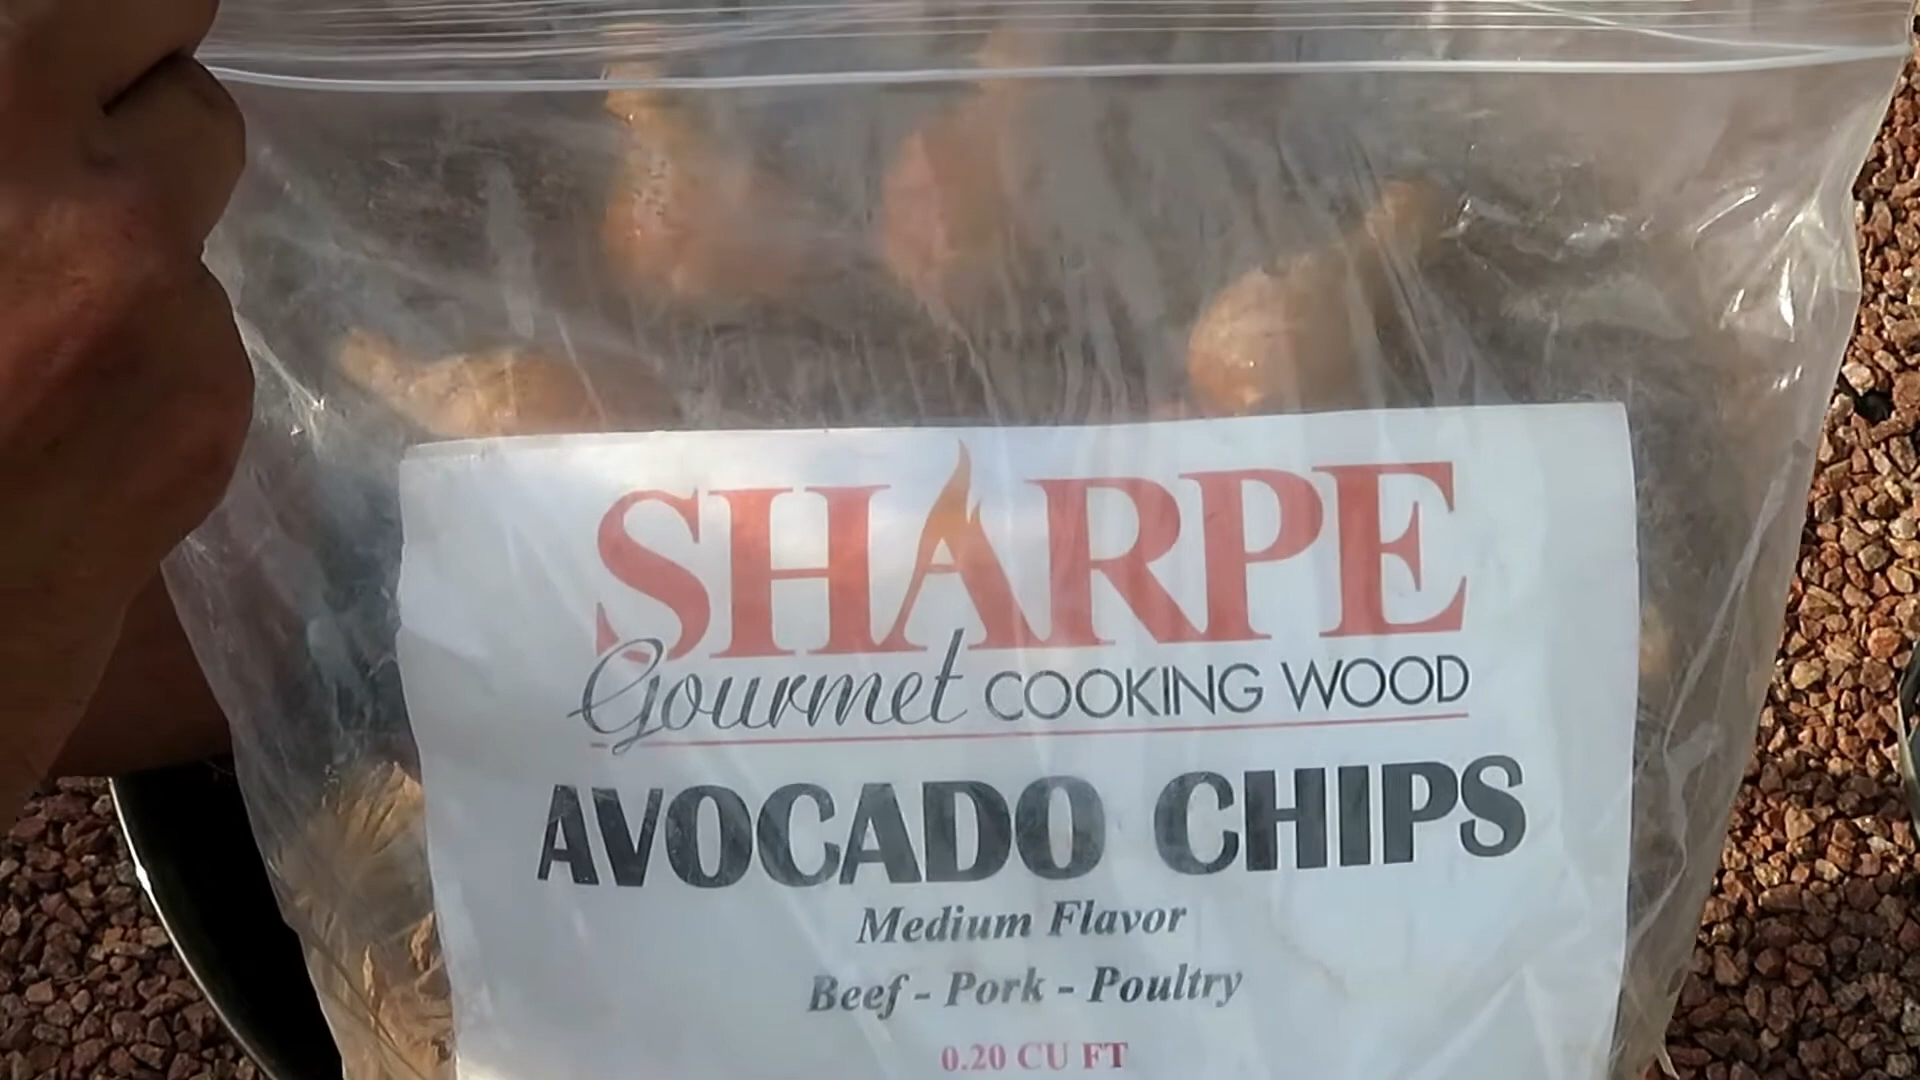 SHARPE
Gourmet COOKING WOOD
AVOCADO CHIPS
Medium Flavor
Beef - Pork - Poultry
0.20 CU FT